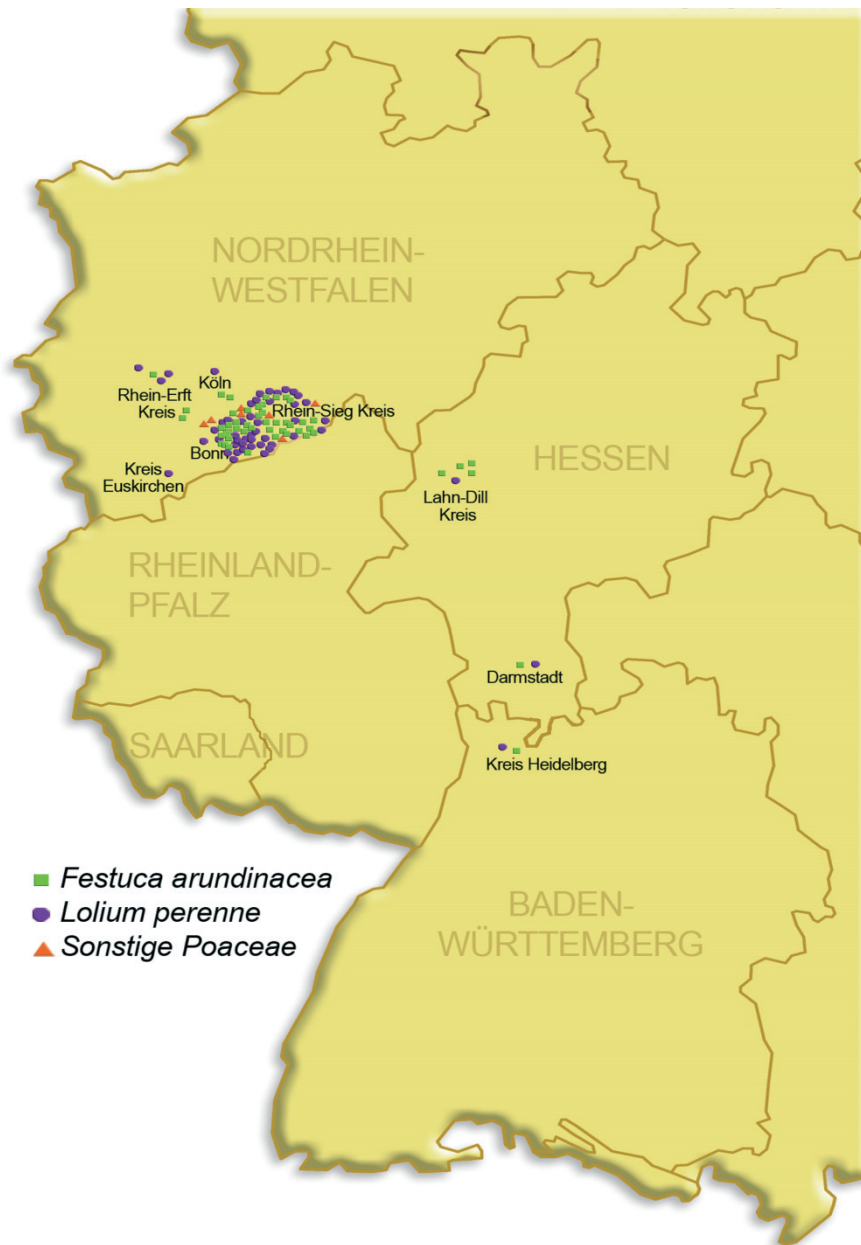 NORDRHEIN-
WESTFALEN
Köln
Rhein-Erft
Kreis
Rhein-Sieg Kreis
Bonn
Kreis
Euskirchen
HESSEN
Lahn-Dill
Kreis
RHEINLAND-
PFALZ
Darmstadt
SAARLAND
Kreis Heidelberg
Festuca arundinacea
Lolium perenne
Sonstige Poaceae
BADEN-
WÜRTTEMBERG